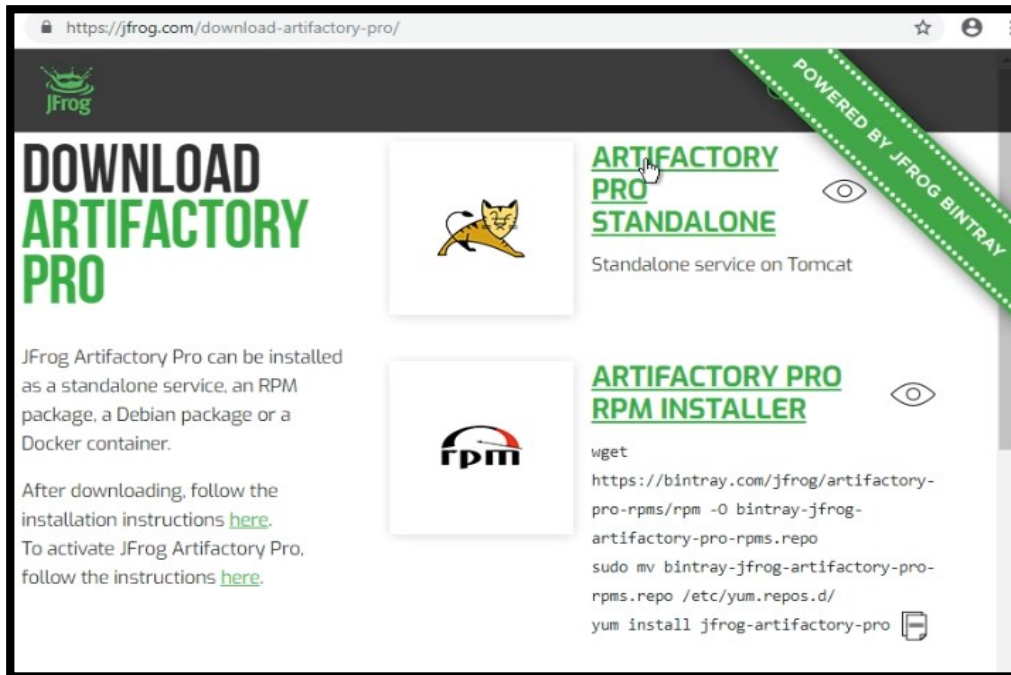 https://jfrog.com/download-artifactory-pro/
JFrog
POWERED BY JFROG BINTRAY
DOWNLOAD
ARTIFACTORY
PRO
JFrog Artifactory Pro can be installed
as a standalone service, an RPM
package, a Debian package or a
Docker container.
After downloading, follow the
installation instructions here.
To activate JFrog Artifactory Pro,
follow the instructions here.
ARTIFACTORY
PRO
STANDALONE
Standalone service on Tomcat
rpm
ARTIFACTORY PRO
RPM INSTALLER
wget
https://bintray.com/jfrog/artifactory-
pro-rpms/rpm -O bintray-jfrog-
artifactory-pro-rpms.repo
sudo mv bintray-jfrog-artifactory-pro-
rpms.repo /etc/yum.repos.d/
yum install jfrog-artifactory-pro